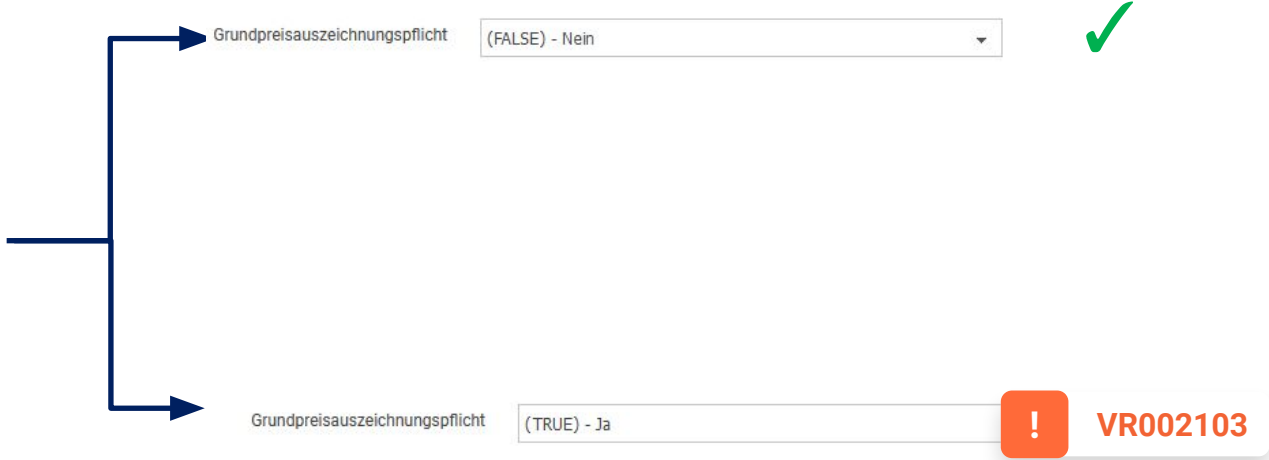 Grundpreisauszeichnungspflicht (FALSE) - Nein
Grundpreisauszeichnungspflicht (TRUE) - Ja ! VR002103